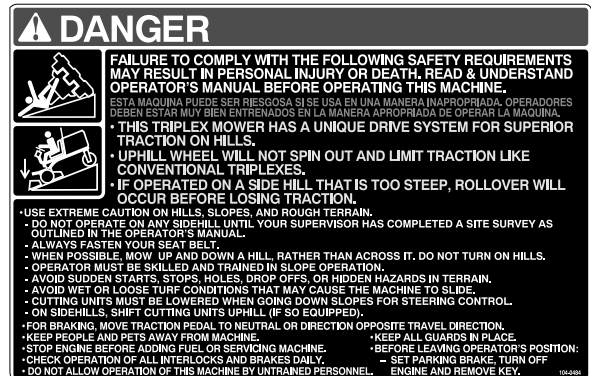 DANGER
FAILURE TO COMPLY WITH THE FOLLOWING SAFETY REQUIREMENTS
MAY RESULT IN PERSONAL INJURY OR DEATH. READ & UNDERSTAND
OPERATOR'S MANUAL BEFORE OPERATING THIS MACHINE.
ESTA MAQUINA PUEDE SER RIESGOSA SI SE USA EN UNA MANERA INAPROPRIADA. OPERADORES
DEBEN ESTAR MUY BIEN ENTRENADOS EN LA MANERA APROPRIADA DE OPERAR LA MAQUINA.
• THIS TRIPLEX MOWER HAS A UNIQUE DRIVE SYSTEM FOR SUPERIOR
TRACTION ON HILLS.
• UPHILL WHEEL WILL NOT SPIN OUT AND LIMIT TRACTION LIKE
CONVENTIONAL TRIPLEXES.
• IF OPERATED ON A SIDE HILL THAT IS TOO STEEP, ROLLOVER WILL
OCCUR BEFORE LOSING TRACTION.
• USE EXTREME CAUTION ON HILLS, SLOPES, AND ROUGH TERRAIN.
- DO NOT OPERATE ON ANY SIDEHILL UNTIL YOUR SUPERVISOR HAS COMPLETED A SITE SURVEY AS
OUTLINED IN THE OPERATOR'S MANUAL.
- ALWAYS FASTEN YOUR SEAT BELT.
- WHEN POSSIBLE, MOW UP AND DOWN A HILL, RATHER THAN ACROSS IT. DO NOT TURN ON HILLS.
- OPERATOR MUST BE SKILLED AND TRAINED IN SLOPE OPERATION.
- AVOID SUDDEN STARTS, STOPS, HOLES, DROP OFFS, OR HIDDEN HAZARDS IN TERRAIN.
- AVOID WET OR LOOSE TURF CONDITIONS THAT MAY CAUSE THE MACHINE TO SLIDE.
- CUTTING UNITS MUST BE LOWERED WHEN GOING DOWN SLOPES FOR STEERING CONTROL.
- ON SIDEHILLS, SHIFT CUTTING UNITS UPHILL (IF SO EQUIPPED).
• FOR BRAKING, MOVE TRACTION PEDAL TO NEUTRAL OR DIRECTION OPPOSITE TRAVEL DIRECTION.
• KEEP PEOPLE AND PETS AWAY FROM MACHINE.
• STOP ENGINE BEFORE ADDING FUEL OR SERVICING MACHINE.
• CHECK OPERATION OF ALL INTERLOCKS AND BRAKES DAILY.
• DO NOT ALLOW OPERATION OF THIS MACHINE BY UNTRAINED PERSONNEL.
• KEEP ALL GUARDS IN PLACE.
• BEFORE LEAVING OPERATOR'S POSITION:
– SET PARKING BRAKE, TURN OFF
ENGINE AND REMOVE KEY.
104-0484